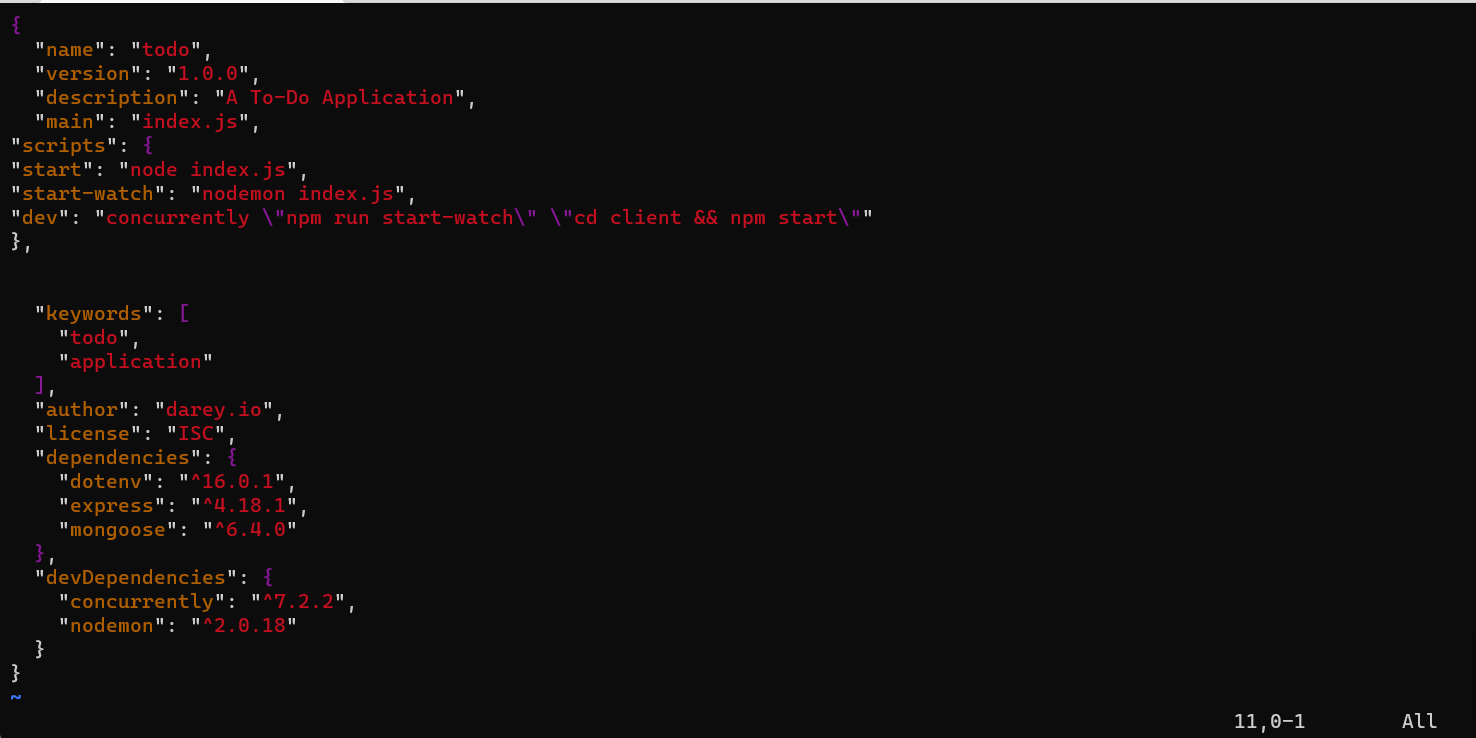 {
  "name": "todo",
  "version": "1.0.0",
  "description": "A To-Do Application",
  "main": "index.js",
"scripts": {
"start": "node index.js",
"start-watch": "nodemon index.js",
"dev": "concurrently \"npm run start-watch\" \"cd client && npm start\""
},
  "keywords": [
    "todo",
    "application"
  ],
  "author": "darey.io",
  "license": "ISC",
  "dependencies": {
    "dotenv": "^16.0.1",
    "express": "^4.18.1",
    "mongoose": "^6.4.0"
  },
  "devDependencies": {
    "concurrently": "^7.2.2",
    "nodemon": "^2.0.18"
  }
}
~
11,0-1 All